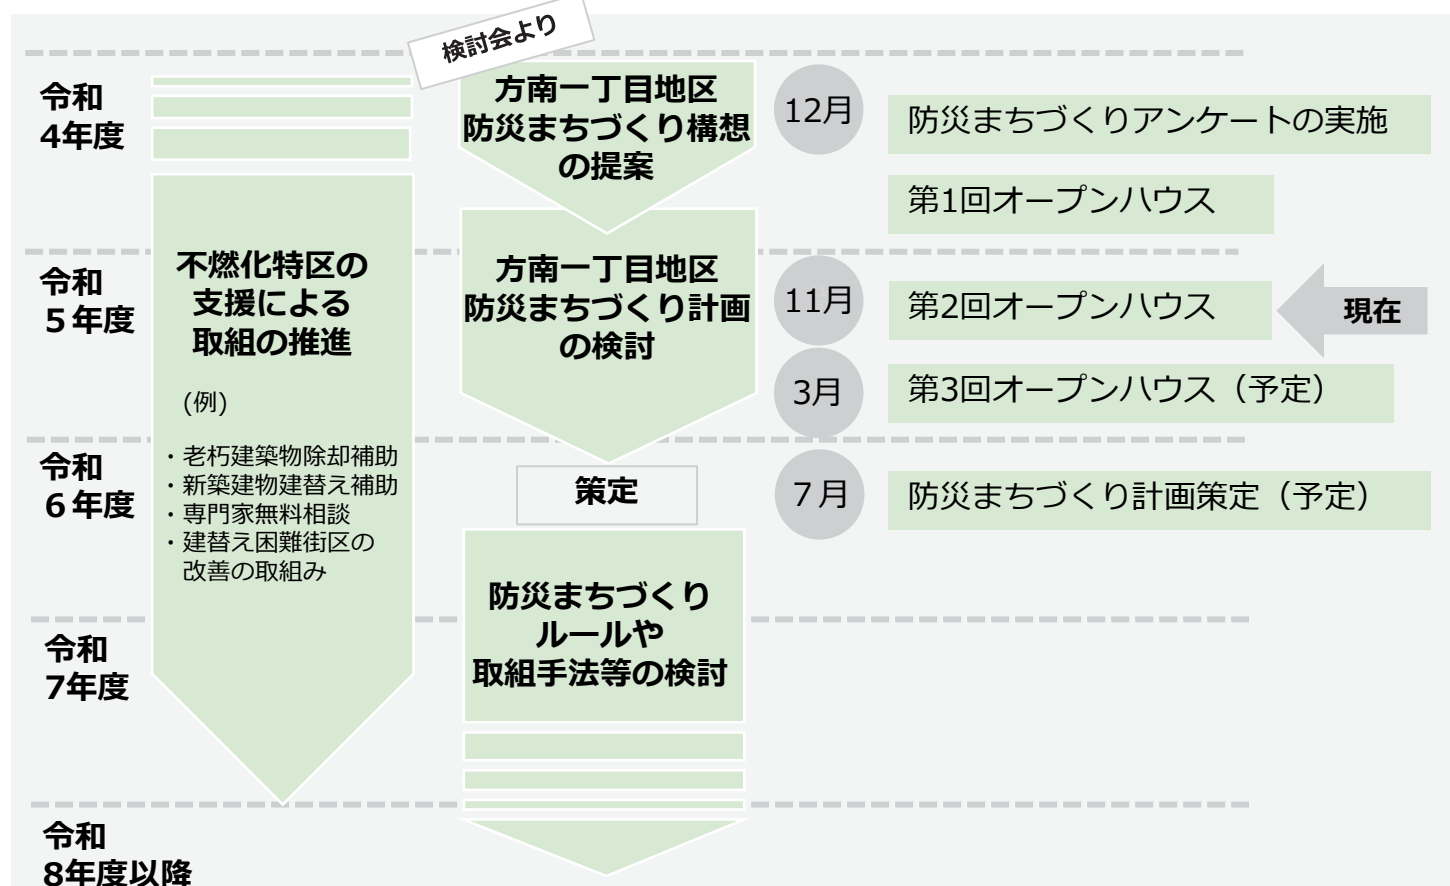 検討会より
令和
4年度
方南一丁目地区
防災まちづくり構想
の提案
12月
防災まちづくりアンケートの実施
第1回オープンハウス
令和
５年度
不燃化特区の
支援による
取組の推進
(例)
・老朽建築物除却補助
・新築建物建替え補助
・専門家無料相談
・建替え困難街区の
改善の取組み
方南一丁目地区
防災まちづくり計画
の検討
11月
第2回オープンハウス
現在
3月
第3回オープンハウス（予定）
令和
６年度
策定
７月
防災まちづくり計画策定（予定）
防災まちづくり
ルールや
取組手法等の検討
令和
7年度
令和
8年度以降